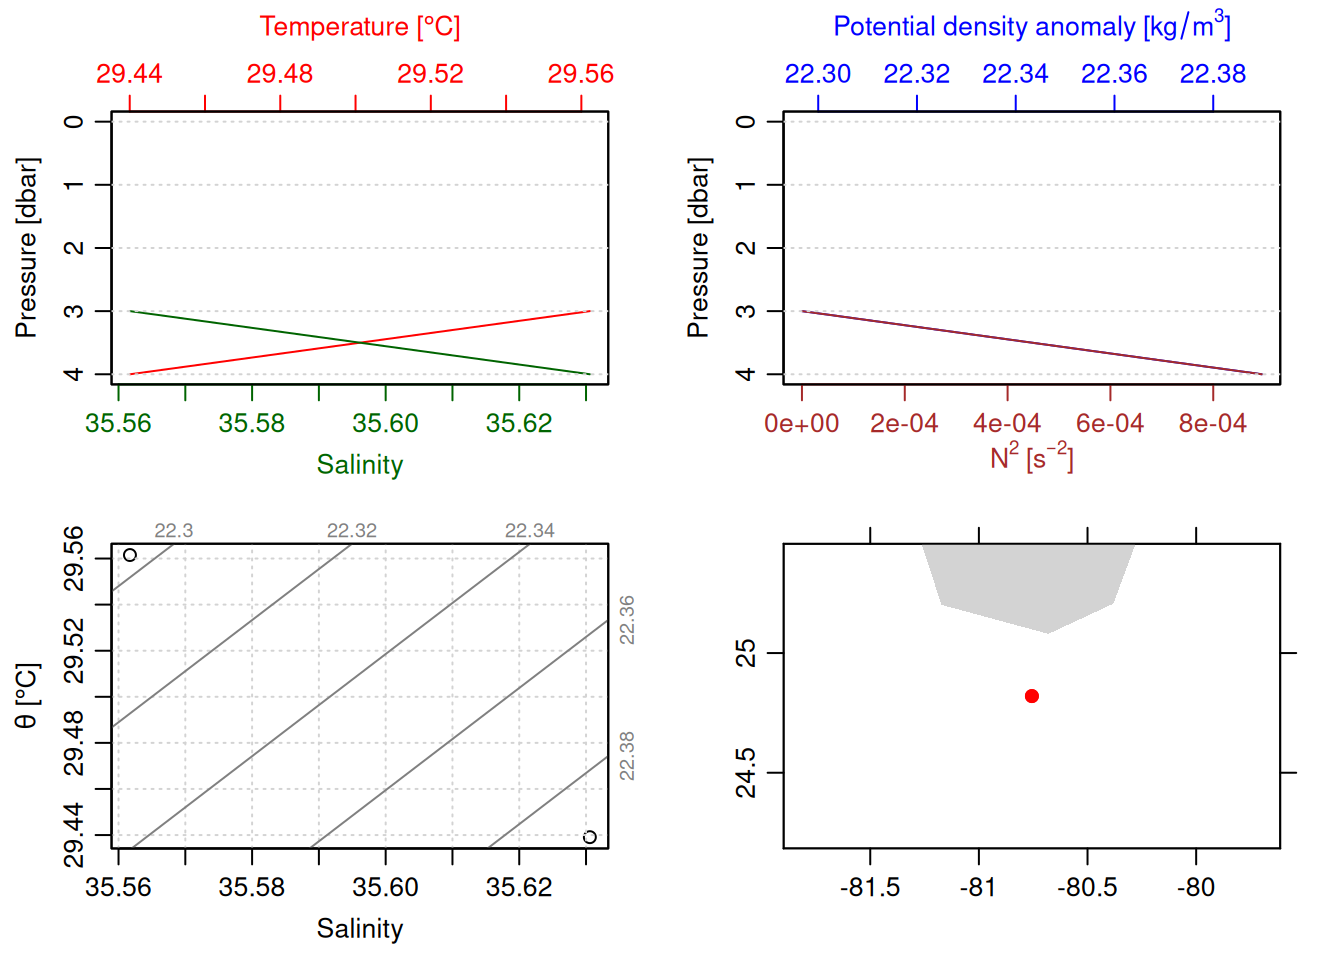 Temperature [°C]
29.44 29.48 29.52 29.56
Pressure [dbar]
0
1
2
3
4
35.56 35.58 35.60 35.62
Salinity
Potential density anomaly [kg/m³]
22.30 22.32 22.34 22.36 22.38
Pressure [dbar]
0
1
2
3
4
0e+00 2e-04 4e-04 6e-04 8e-04
N² [s⁻²]
22.3 22.32 22.34
22.36
22.38
θ [°C]
29.56
29.52
29.48
29.44
35.56 35.58 35.60 35.62
Salinity
25
24.5
-81.5 -81 -80.5 -80